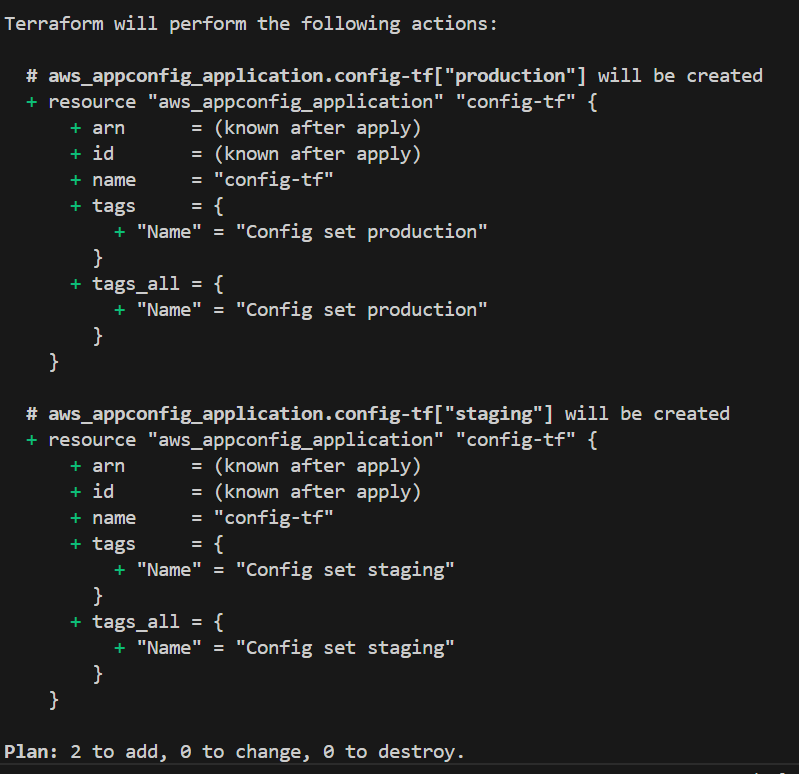 Terraform will perform the following actions:
# aws_appconfig_application.config-tf["production"] will be created
+ resource "aws_appconfig_application" "config-tf" {
+ arn      = (known after apply)
+ id       = (known after apply)
+ name     = "config-tf"
+ tags     = {
+ "Name" = "Config set production"
}
+ tags_all = {
+ "Name" = "Config set production"
}
}
# aws_appconfig_application.config-tf["staging"] will be created
+ resource "aws_appconfig_application" "config-tf" {
+ arn      = (known after apply)
+ id       = (known after apply)
+ name     = "config-tf"
+ tags     = {
+ "Name" = "Config set staging"
}
+ tags_all = {
+ "Name" = "Config set staging"
}
}
Plan: 2 to add, 0 to change, 0 to destroy.